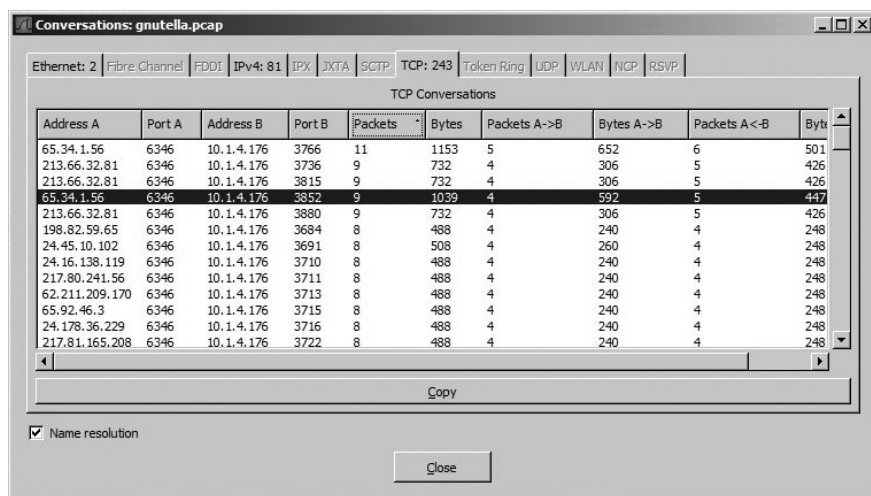 Conversations: gnutella.pcap
Ethernet: 2 Fibre Channel FDDI IPv4: 81 IPX JXTA SCTP TCP: 243 Token Ring UDP WLAN NCP RSVP
TCP Conversations
Address A Port A Address B Port B Packets Bytes Packets A->B Bytes A->B Packets A<-B Byte
65.34.1.56 6346 10.1.4.176 3766 11 1153 5 652 6 501
213.66.32.81 6346 10.1.4.176 3736 9 732 4 306 5 426
213.66.32.81 6346 10.1.4.176 3815 9 732 4 306 5 426
65.34.1.56 6346 10.1.4.176 3852 9 1039 4 592 5 447
213.66.32.81 6346 10.1.4.176 3880 9 732 4 306 5 426
198.82.59.65 6346 10.1.4.176 3684 8 488 4 240 4 248
24.45.10.102 6346 10.1.4.176 3691 8 508 4 260 4 248
24.16.138.119 6346 10.1.4.176 3710 8 488 4 240 4 248
217.80.241.56 6346 10.1.4.176 3711 8 488 4 240 4 248
62.211.209.170 6346 10.1.4.176 3713 8 488 4 240 4 248
65.92.46.3 6346 10.1.4.176 3715 8 488 4 240 4 248
24.178.36.229 6346 10.1.4.176 3716 8 488 4 240 4 248
217.81.165.208 6346 10.1.4.176 3722 8 488 4 240 4 248
Copy
Name resolution
Close